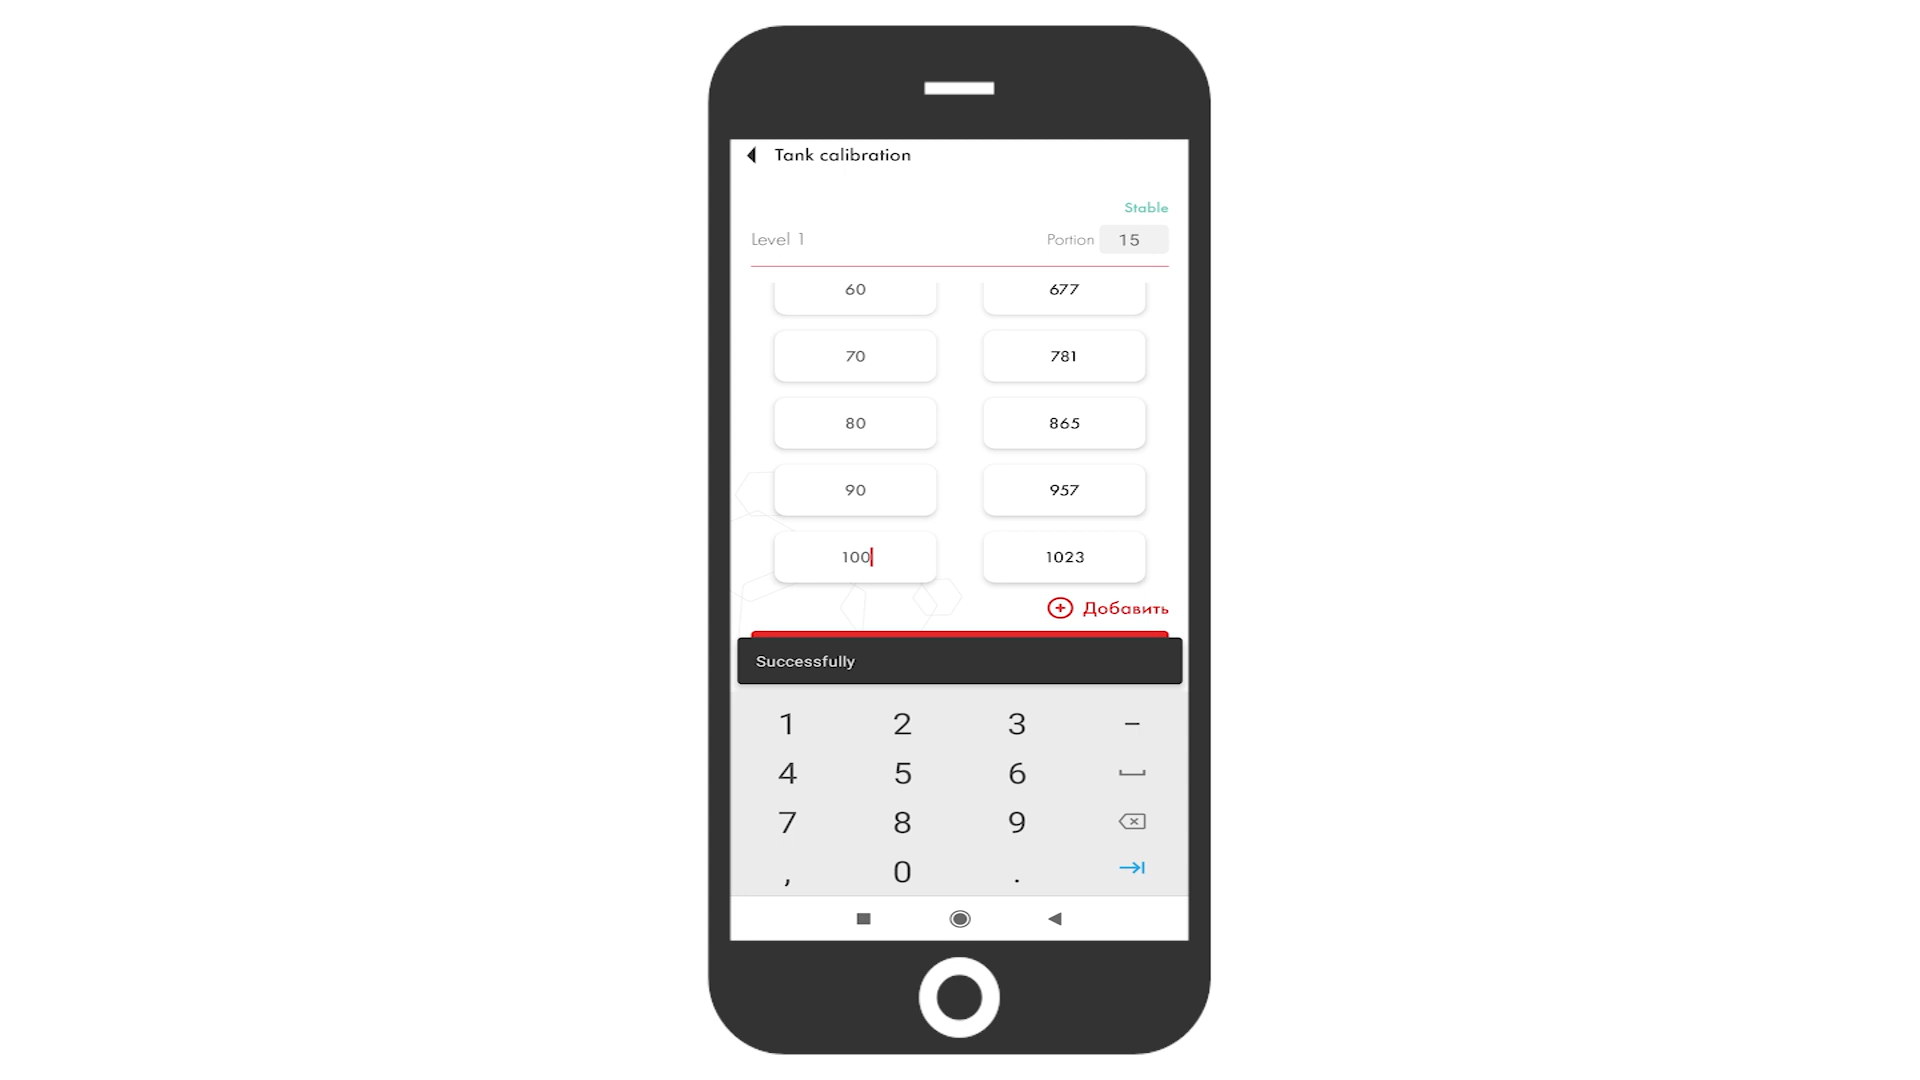 Tank calibration
Stable
Level 1 Portion 15
60 677
70 781
80 865
90 957
100 1023
Добавить
Successfully
1 2 3 –
4 5 6
7 8 9
, 0 .